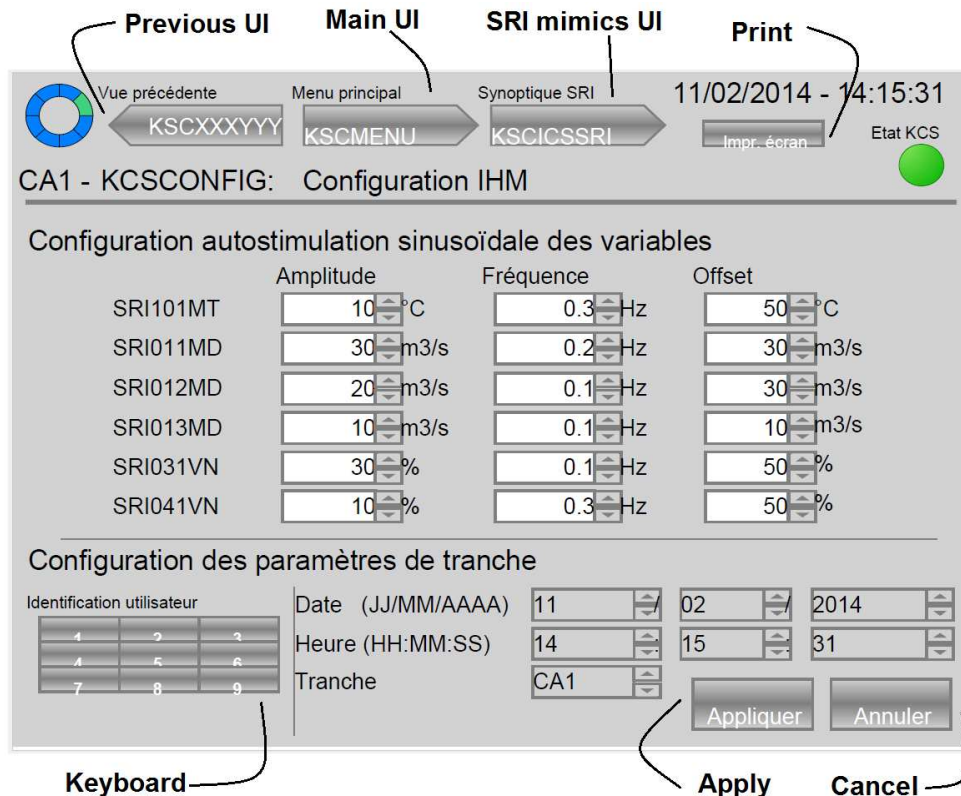 Previous UI Main UI SRI mimics UI Print
Vue précédente Menu principal Synoptique SRI 11/02/2014 - 14:15:31
KSCXXXYYY KSCMENU KSCICSSRI Impr. écran Etat KCS
CA1 - KCSCONFIG: Configuration IHM
Configuration autostimulation sinusoïdale des variables
Amplitude Fréquence Offset
SRI101MT 10 °C 0.3 Hz 50 °C
SRI011MD 30 m3/s 0.2 Hz 30 m3/s
SRI012MD 20 m3/s 0.1 Hz 30 m3/s
SRI013MD 10 m3/s 0.1 Hz 10 m3/s
SRI031VN 30 % 0.1 Hz 50 %
SRI041VN 10 % 0.3 Hz 50 %
Configuration des paramètres de tranche
Identification utilisateur Date (JJ/MM/AAAA) 11 / 02 / 2014
1 2 3
Heure (HH:MM:SS) 14 : 15 : 31
4 5 6
7 8 9
Tranche CA1
Appliquer Annuler
Keyboard Apply Cancel